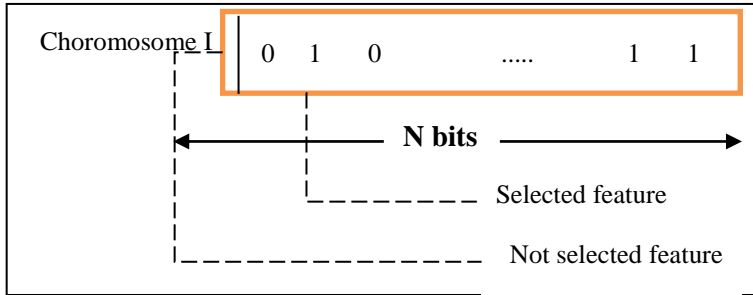 Choromosome I
0 1 0 ..... 1 1
N bits
Selected feature
Not selected feature